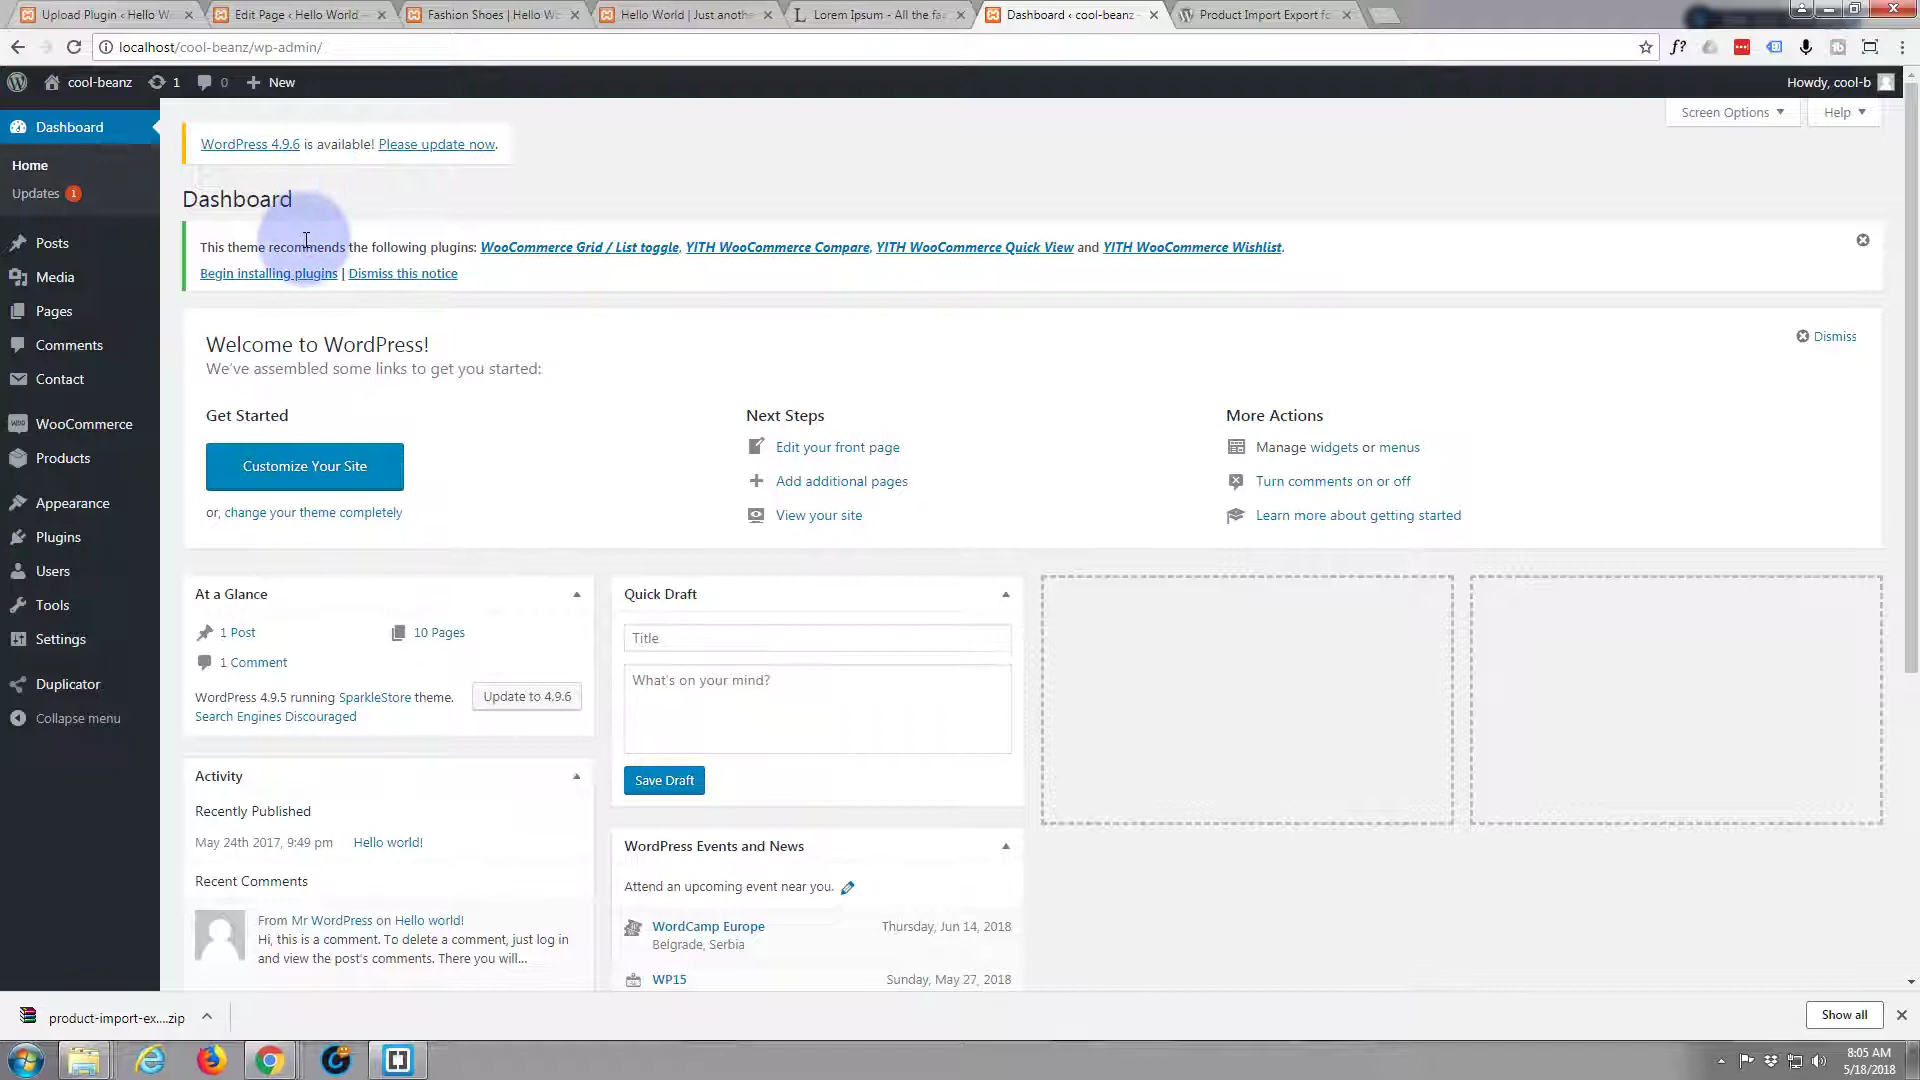 Upload Plugin ‹ Hello W
Edit Page ‹ Hello World —
Fashion Shoes | Hello Wo
Hello World | Just anothe
Lorem Ipsum - All the fa
Dashboard ‹ cool-beanz —
Product Import Export fo
localhost/cool-beanz/wp-admin/
f?
cool-beanz
1
0
New
Howdy, cool-b
Dashboard
Home
Updates 1
Posts
Media
Pages
Comments
Contact
WooCommerce
Products
Appearance
Plugins
Users
Tools
Settings
Duplicator
Collapse menu
Screen Options
Help
WordPress 4.9.6 is available! Please update now.
Dashboard
This theme recommends the following plugins: WooCommerce Grid / List toggle, YITH WooCommerce Compare, YITH WooCommerce Quick View and YITH WooCommerce Wishlist.
Begin installing plugins | Dismiss this notice
Welcome to WordPress!
Dismiss
We've assembled some links to get you started:
Get Started
Customize Your Site
or, change your theme completely
Next Steps
Edit your front page
Add additional pages
View your site
More Actions
Manage widgets or menus
Turn comments on or off
Learn more about getting started
At a Glance
1 Post
10 Pages
1 Comment
WordPress 4.9.5 running SparkleStore theme.
Update to 4.9.6
Search Engines Discouraged
Activity
Recently Published
May 24th 2017, 9:49 pm Hello world!
Recent Comments
From Mr WordPress on Hello world!
Hi, this is a comment. To delete a comment, just log in
and view the post's comments. There you will...
Quick Draft
Title
What's on your mind?
Save Draft
WordPress Events and News
Attend an upcoming event near you.
WordCamp Europe
Thursday, Jun 14, 2018
Belgrade, Serbia
WP15
Sunday, May 27, 2018
product-import-ex....zip
Show all
8:05 AM
5/18/2018